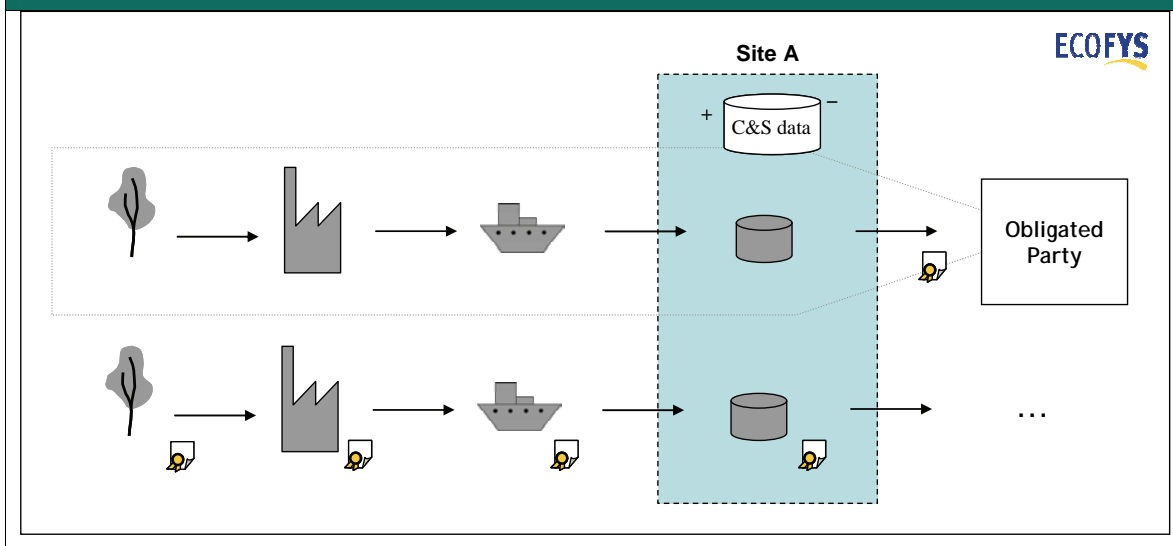 ECOFYS
Site A
+
–
C&S data
Obligated
Party
...